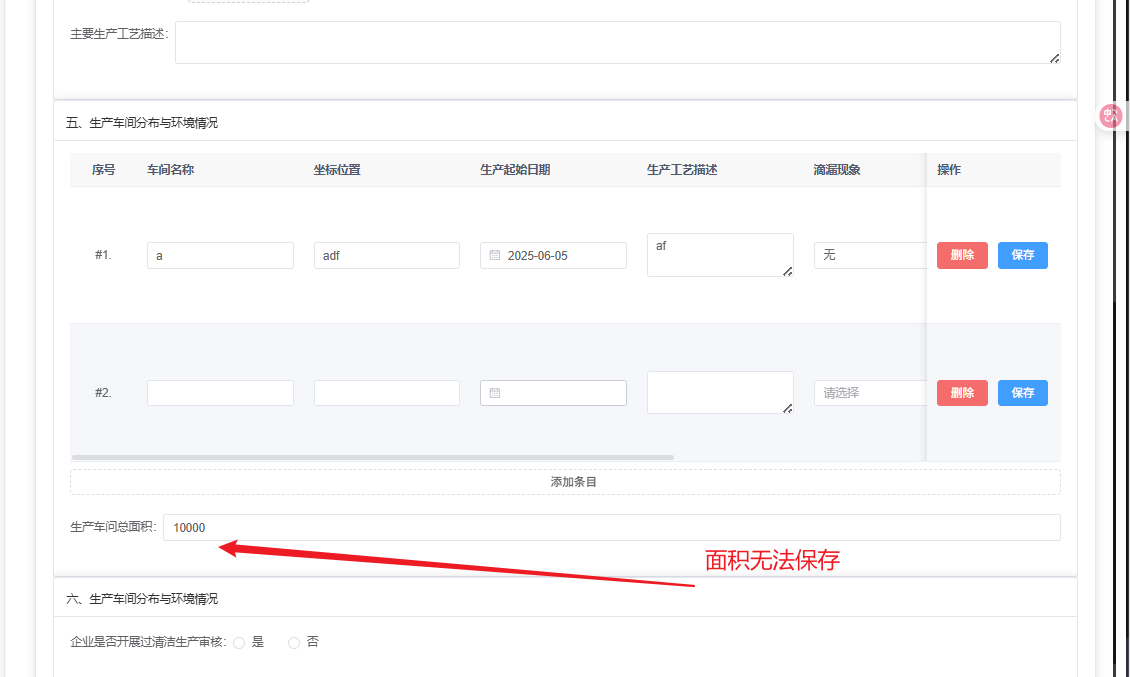 主要生产工艺描述:
五、生产车间分布与环境情况
序号 车间名称 坐标位置 生产起始日期 生产工艺描述 滴漏现象 操作
#1. a adf 2025-06-05 af 无 删除 保存
#2. 请选择 删除 保存
添加条目
生产车间总面积: 10000
面积无法保存
六、生产车间分布与环境情况
企业是否开展过清洁生产审核: 是 否